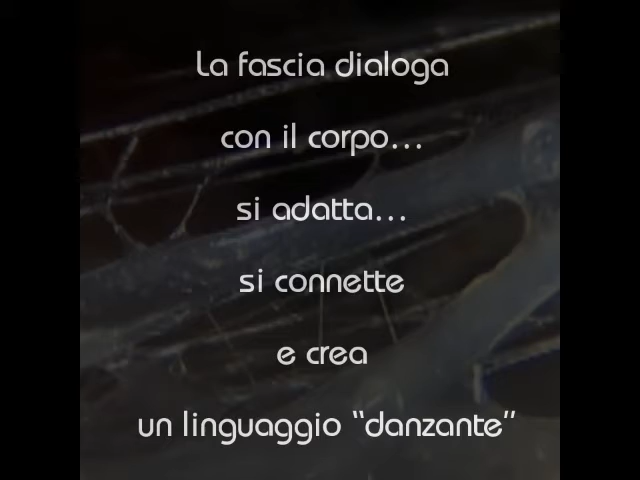 La fascia dialoga
con il corpo...
si adatta...
si connette
e crea
un linguaggio “danzante”